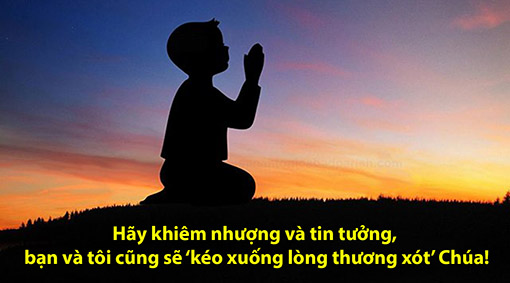 Hãy khiêm nhượng và tin tưởng,
bạn và tôi cũng sẽ ‘kéo xuống lòng thương xót’ Chúa!